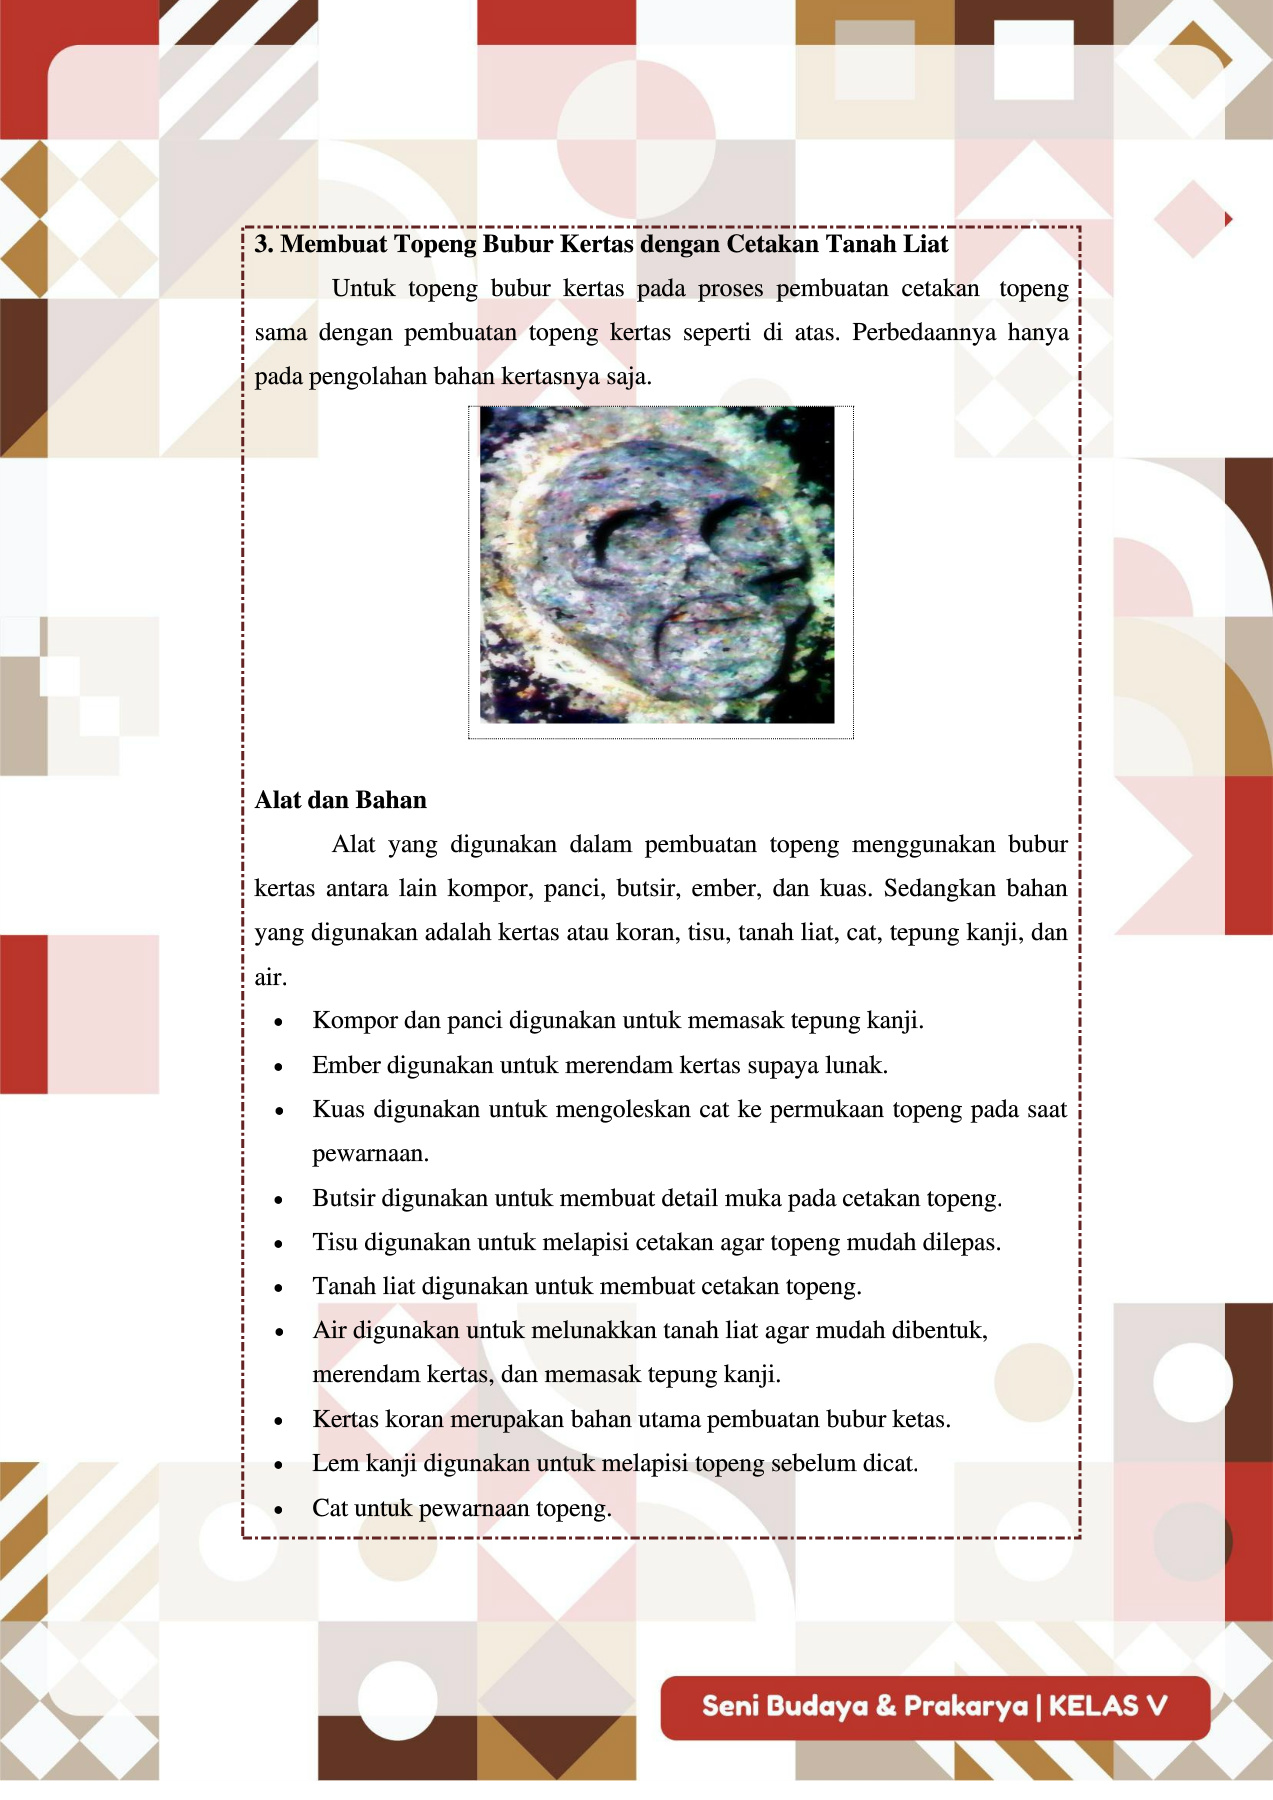 3. Membuat Topeng Bubur Kertas dengan Cetakan Tanah Liat
Untuk topeng bubur kertas pada proses pembuatan cetakan topeng
sama dengan pembuatan topeng kertas seperti di atas. Perbedaannya hanya
pada pengolahan bahan kertasnya saja.
Alat dan Bahan
Alat yang digunakan dalam pembuatan topeng menggunakan bubur
kertas antara lain kompor, panci, butsir, ember, dan kuas. Sedangkan bahan
yang digunakan adalah kertas atau koran, tisu, tanah liat, cat, tepung kanji, dan
air.
• Kompor dan panci digunakan untuk memasak tepung kanji.
• Ember digunakan untuk merendam kertas supaya lunak.
• Kuas digunakan untuk mengoleskan cat ke permukaan topeng pada saat
pewarnaan.
• Butsir digunakan untuk membuat detail muka pada cetakan topeng.
• Tisu digunakan untuk melapisi cetakan agar topeng mudah dilepas.
• Tanah liat digunakan untuk membuat cetakan topeng.
• Air digunakan untuk melunakkan tanah liat agar mudah dibentuk,
merendam kertas, dan memasak tepung kanji.
• Kertas koran merupakan bahan utama pembuatan bubur ketas.
• Lem kanji digunakan untuk melapisi topeng sebelum dicat.
• Cat untuk pewarnaan topeng.
Seni Budaya & Prakarya | KELAS V